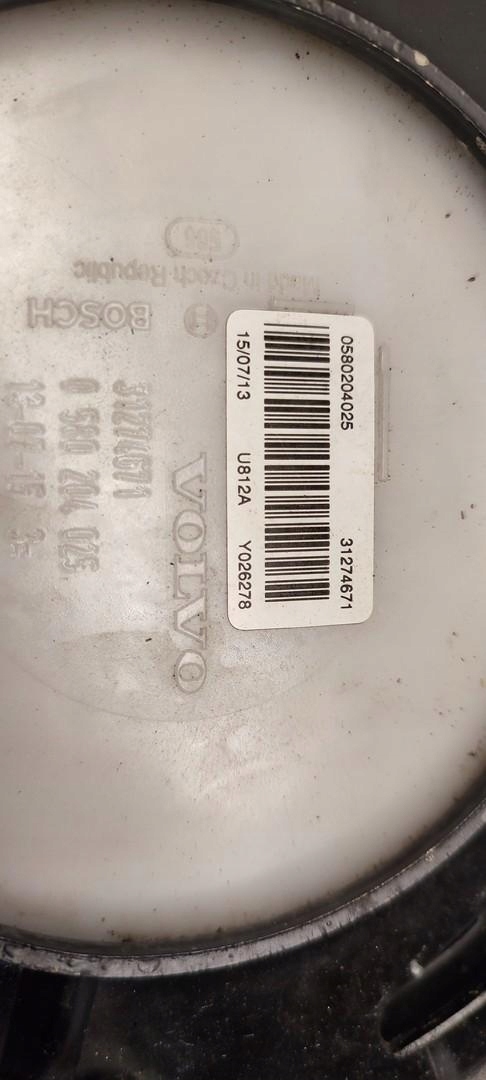 0580204025 31274671
15/07/13 U812A Y026278
VOLVO
31274671
0 580 204 025
BOSCH
Made in Czech Republic